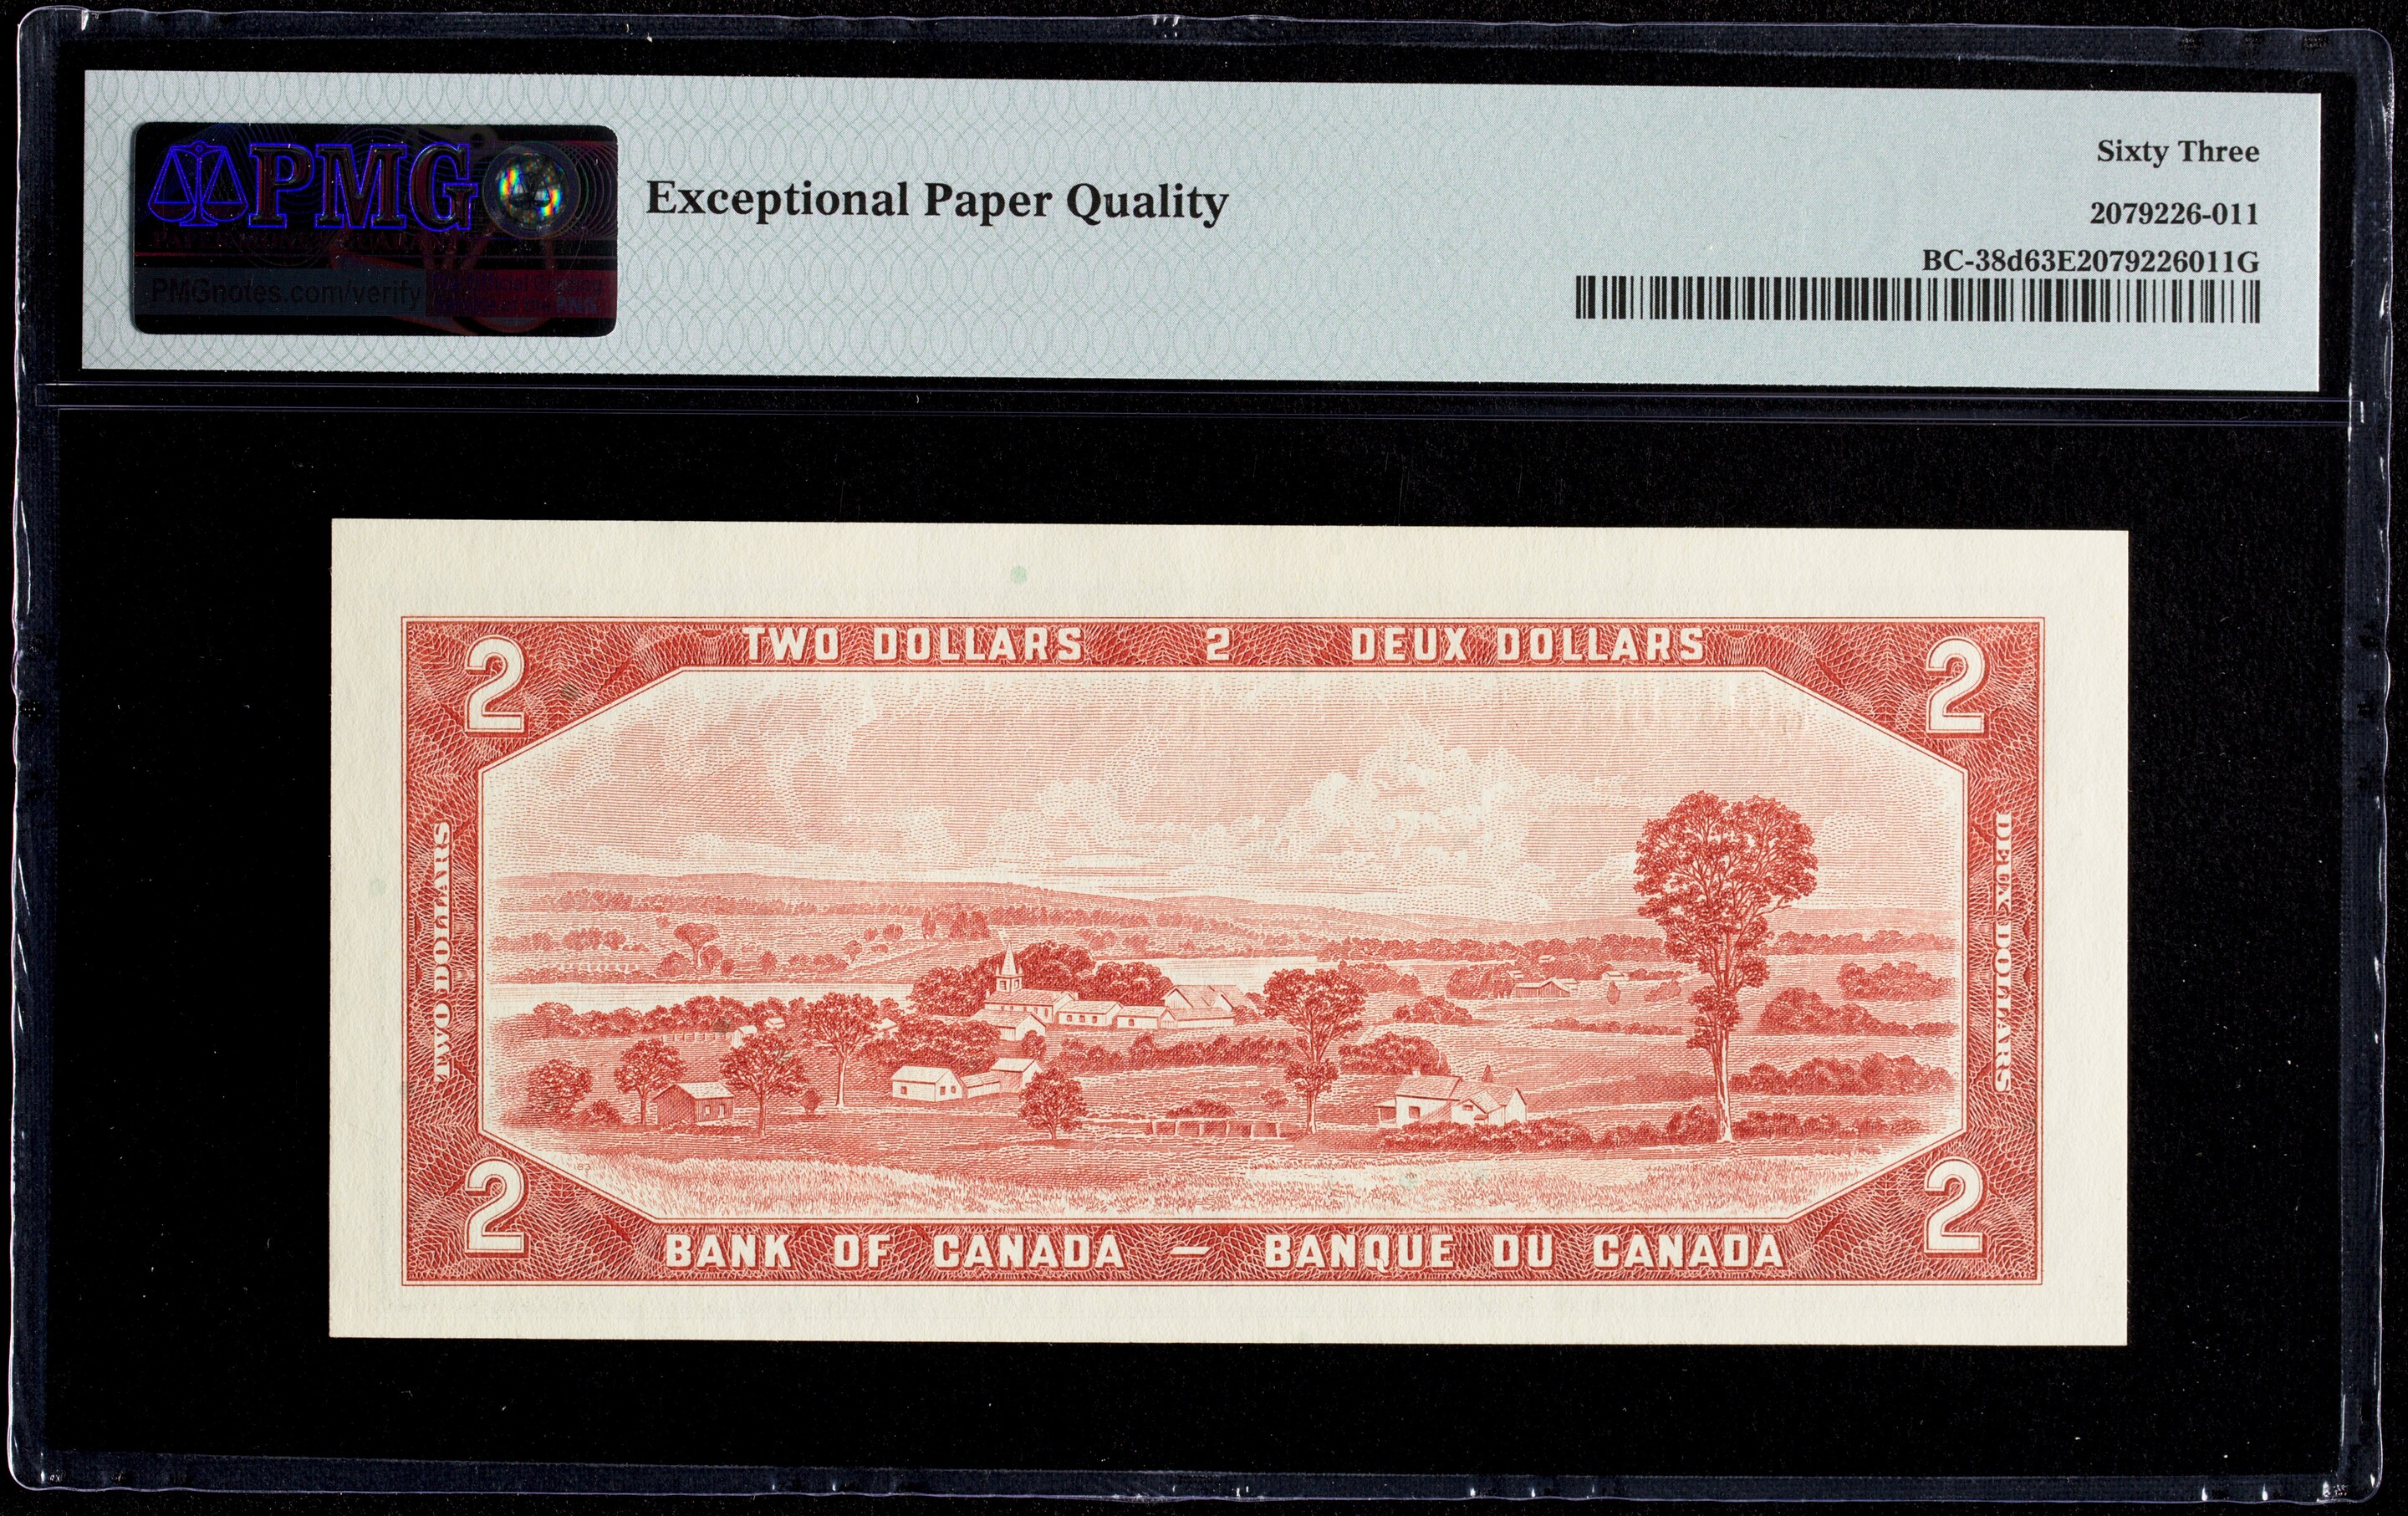 PMG
PMGnotes.com/verify
Exceptional Paper Quality
Sixty Three
2079226-011
BC-38d63E2079226011G
TWO DOLLARS 2 DEUX DOLLARS
2 2
TWO DOLLARS
DEUX DOLLARS
2 2
BANK OF CANADA — BANQUE DU CANADA